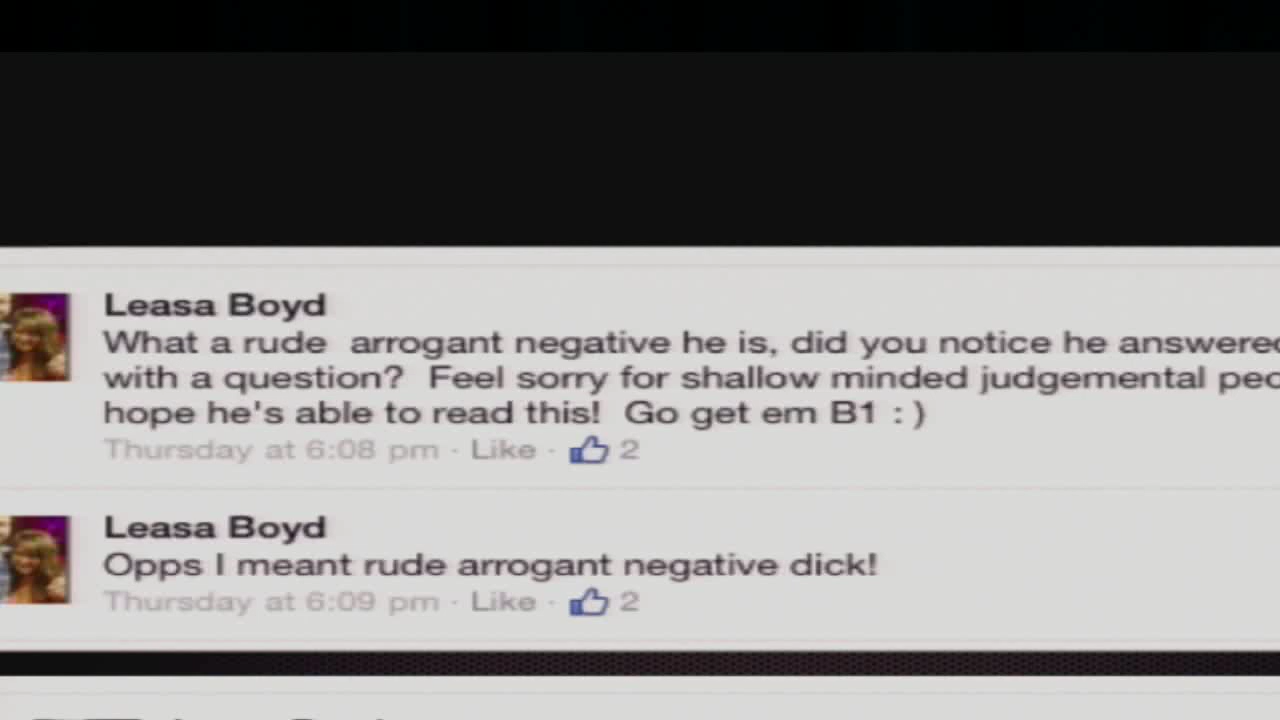 Leasa Boyd
What a rude arrogant negative he is, did you notice he answered
with a question? Feel sorry for shallow minded judgemental
hope he's able to read this! Go get em B1 : )
Thursday at 6:08 pm · Like · 2
Leasa Boyd
Opps I meant rude arrogant negative dick!
Thursday at 6:09 pm · Like · 2